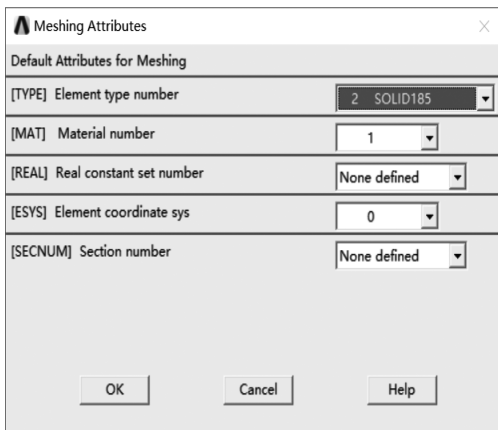 Meshing Attributes
Default Attributes for Meshing
[TYPE] Element type number 2 SOLID185
[MAT] Material number 1
[REAL] Real constant set number None defined
[ESYS] Element coordinate sys 0
[SECNUM] Section number None defined
OK Cancel Help